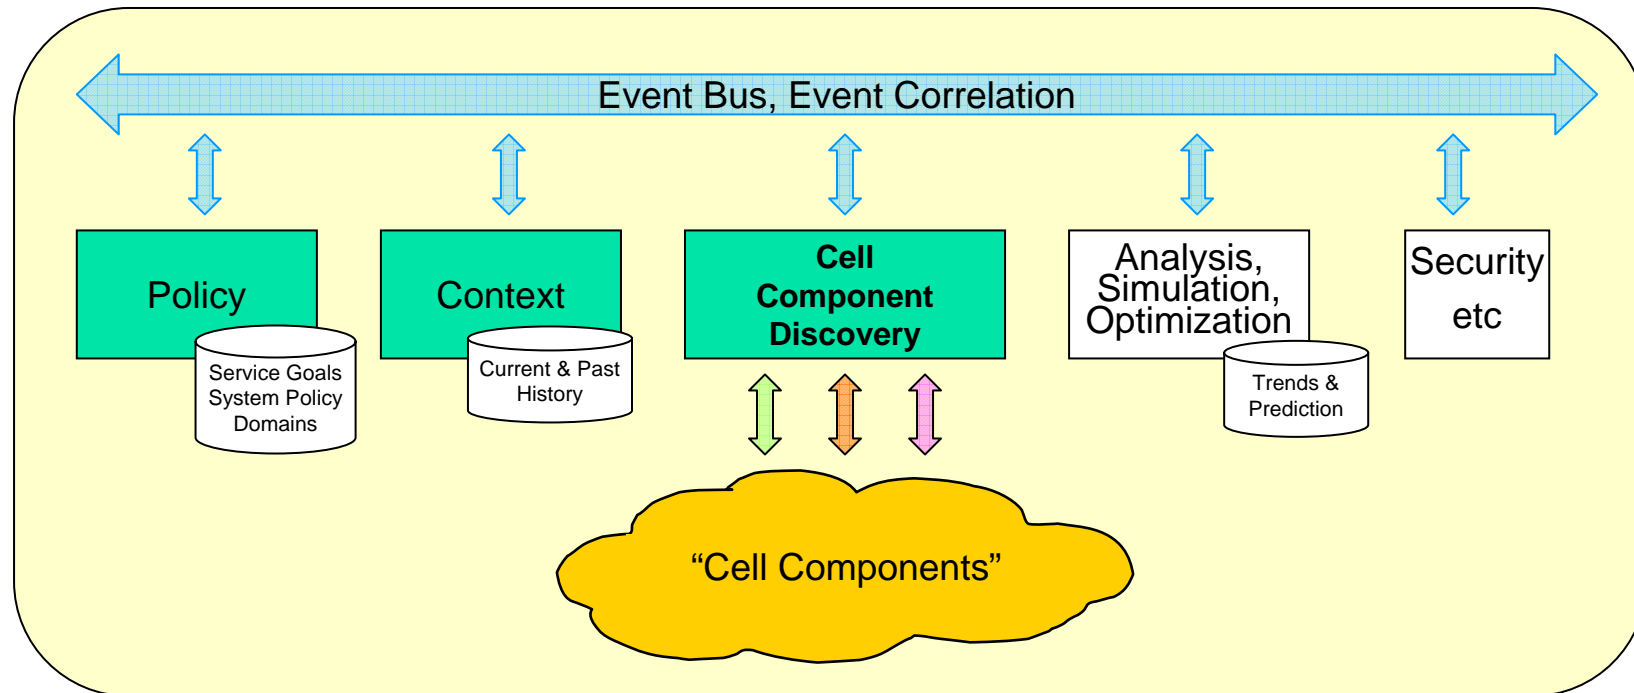 Event Bus, Event Correlation
Policy
Service Goals
System Policy
Domains
Context
Current & Past
History
Cell
Component
Discovery
Analysis,
Simulation,
Optimization
Trends &
Prediction
Security
etc
“Cell Components”